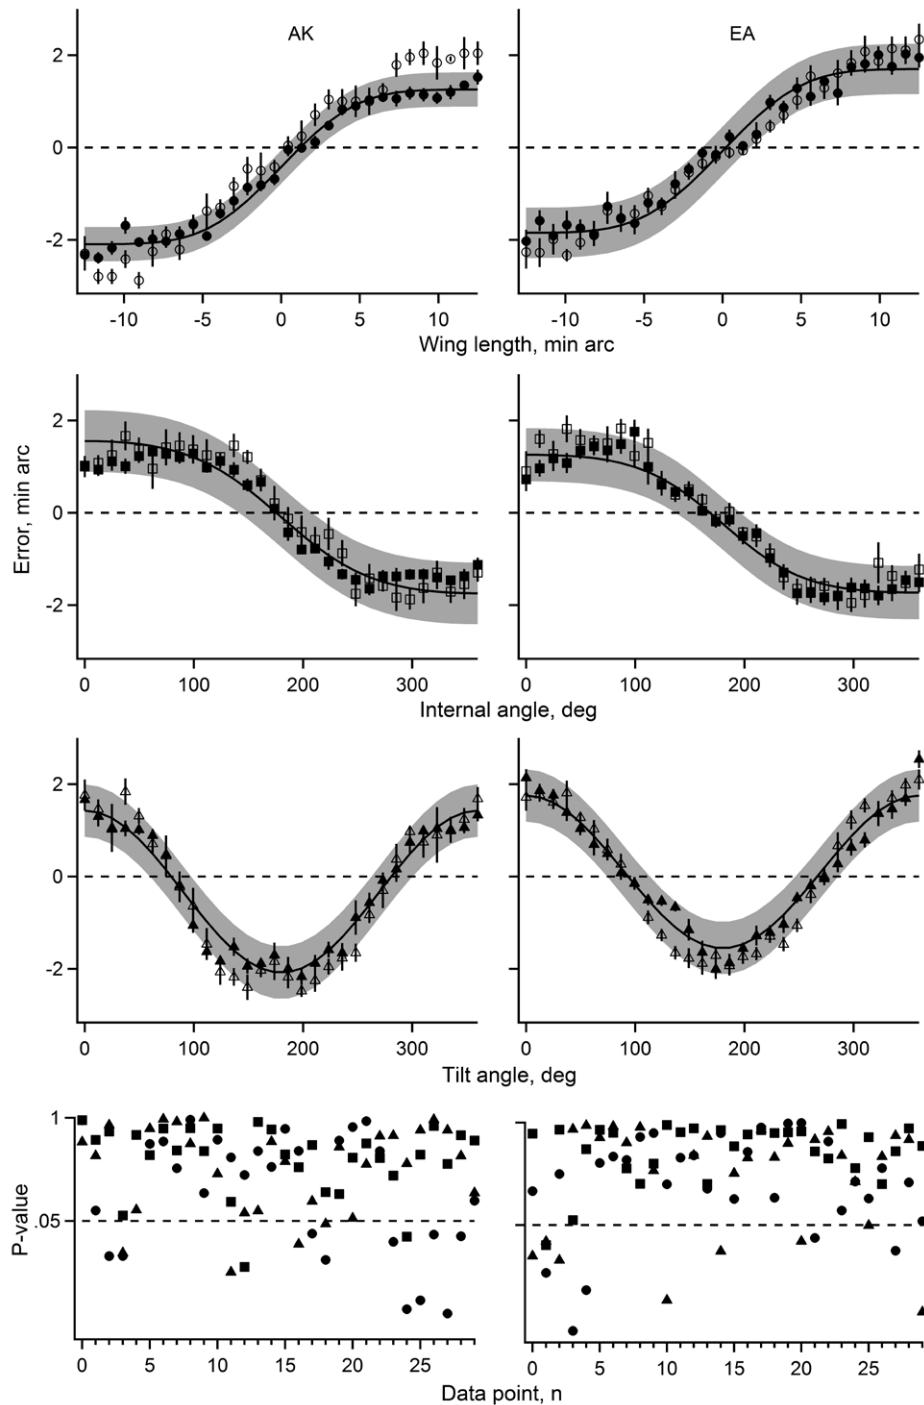 AK EA
2
0
-2
-10 -5 0 5 10 -10 -5 0 5 10
Wing length, min arc
2
0
-2
0 100 200 300 0 100 200 300
Internal angle, deg
Error, min arc
2
0
-2
0 100 200 300 0 100 200 300
Tilt angle, deg
1
.05
P-value
0 5 10 15 20 25 0 5 10 15 20 25
Data point, n